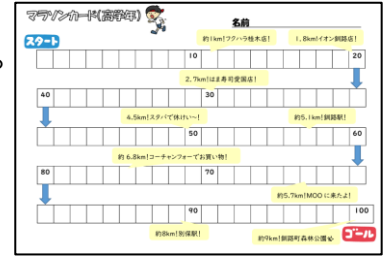 マラソンカード(高学年)
名前
スタート
約1km!フクハラ桂木店!
1.8km!イオン釧路店!
10
20
2.7km!はま寿司愛国店!
40
30
4.5km!スタバで休けい~!
約5.1km!釧路駅!
50
60
約6.8km!コーチャンフォーでお買い物!
80
70
約5.7km!MOOに来たよ!
90
100
約8km!別保駅!
約9km!釧路町森林公園
ゴール